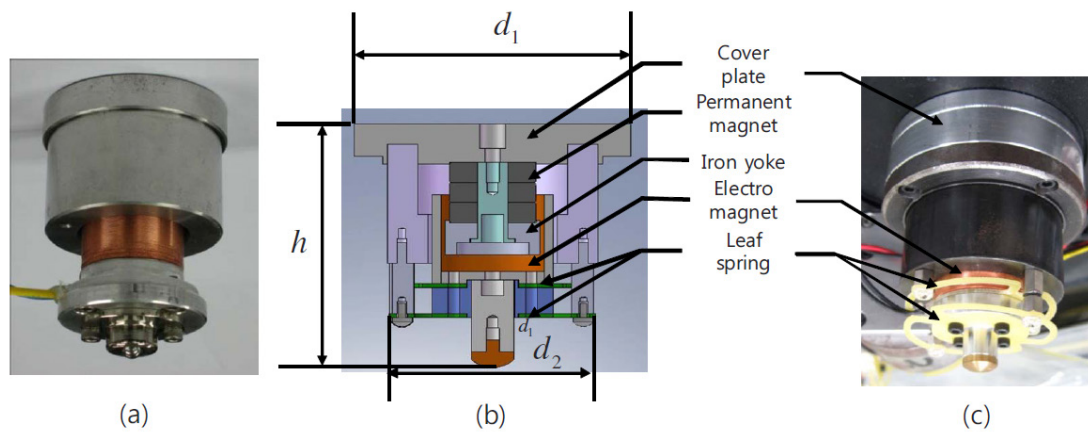 d₁
Cover
plate
Permanent
magnet
Iron yoke
Electro
magnet
Leaf
spring
h
d₁
d₂
(a)
(b)
(c)